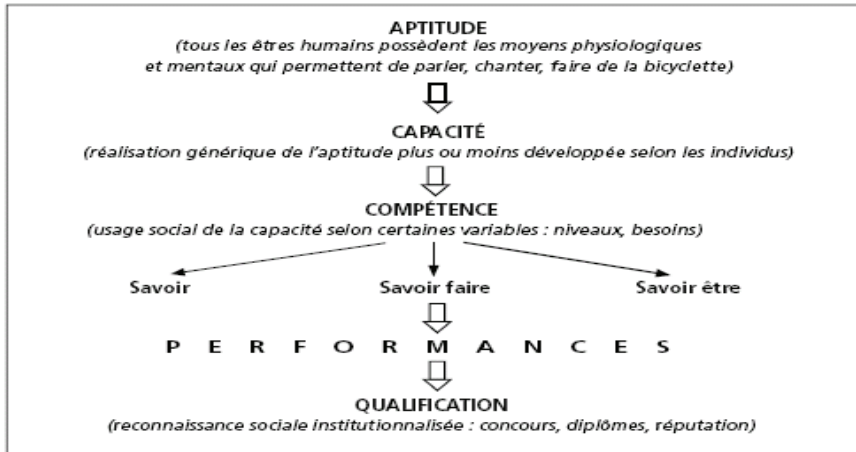 APTITUDE
(tous les êtres humains possèdent les moyens physiologiques
et mentaux qui permettent de parler, chanter, faire de la bicyclette)
CAPACITÉ
(réalisation générique de l'aptitude plus ou moins développée selon les individus)
COMPÉTENCE
(usage social de la capacité selon certaines variables : niveaux, besoins)
Savoir Savoir faire Savoir être
P E R F O R M A N C E S
QUALIFICATION
(reconnaissance sociale institutionnalisée : concours, diplômes, réputation)